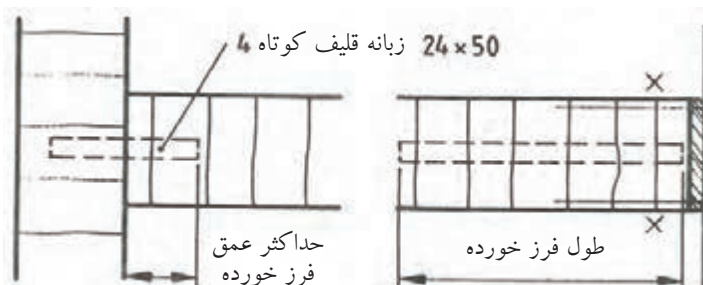 4 زبانه قلیف کوتاه 24 × 50
حداکثر عمق
فرز خورده
طول فرز خورده